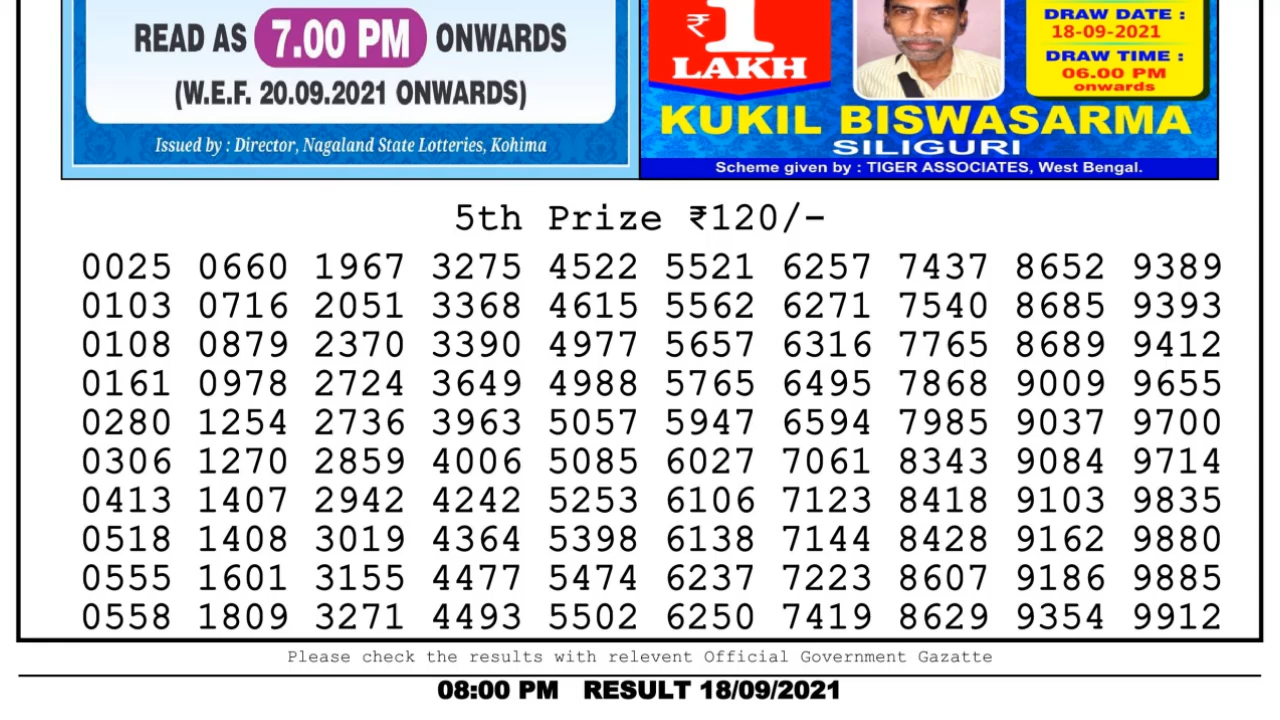 READ AS 7.00 PM ONWARDS
(W.E.F. 20.09.2021 ONWARDS)
Issued by : Director, Nagaland State Lotteries, Kohima
₹1
LAKH
DRAW DATE :
18-09-2021
DRAW TIME :
06.00 PM
onwards
KUKIL BISWASARMA
SILIGURI
Scheme given by : TIGER ASSOCIATES, West Bengal.
5th Prize ₹120/-
0025 0660 1967 3275 4522 5521 6257 7437 8652 9389
0103 0716 2051 3368 4615 5562 6271 7540 8685 9393
0108 0879 2370 3390 4977 5657 6316 7765 8689 9412
0161 0978 2724 3649 4988 5765 6495 7868 9009 9655
0280 1254 2736 3963 5057 5947 6594 7985 9037 9700
0306 1270 2859 4006 5085 6027 7061 8343 9084 9714
0413 1407 2942 4242 5253 6106 7123 8418 9103 9835
0518 1408 3019 4364 5398 6138 7144 8428 9162 9880
0555 1601 3155 4477 5474 6237 7223 8607 9186 9885
0558 1809 3271 4493 5502 6250 7419 8629 9354 9912
Please check the results with relevent Official Government Gazatte
08:00 PM RESULT 18/09/2021